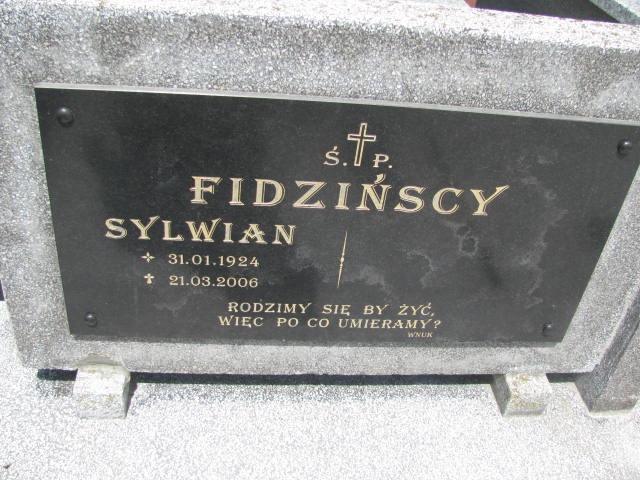 Ś. P.
FIDZIŃSCY
SYLWIAN
31.01.1924
21.03.2006
RODZIMY SIĘ BY ŻYĆ,
WIĘC PO CO UMIERAMY?
WNUK